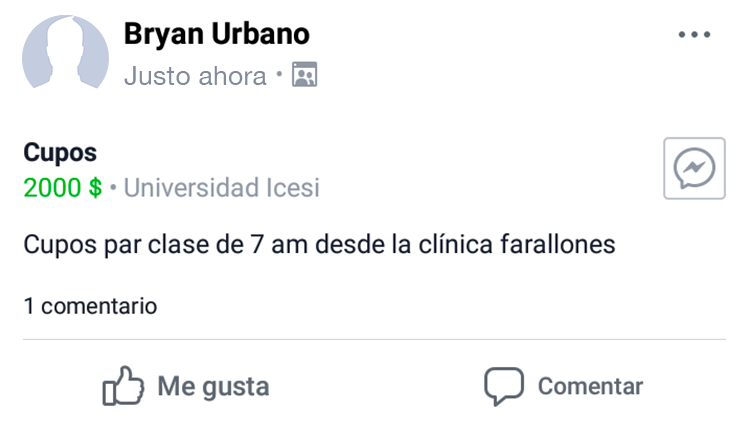 Bryan Urbano
Justo ahora •
Cupos
2000 $ • Universidad Icesi
Cupos par clase de 7 am desde la clínica farallones
1 comentario
Me gusta Comentar